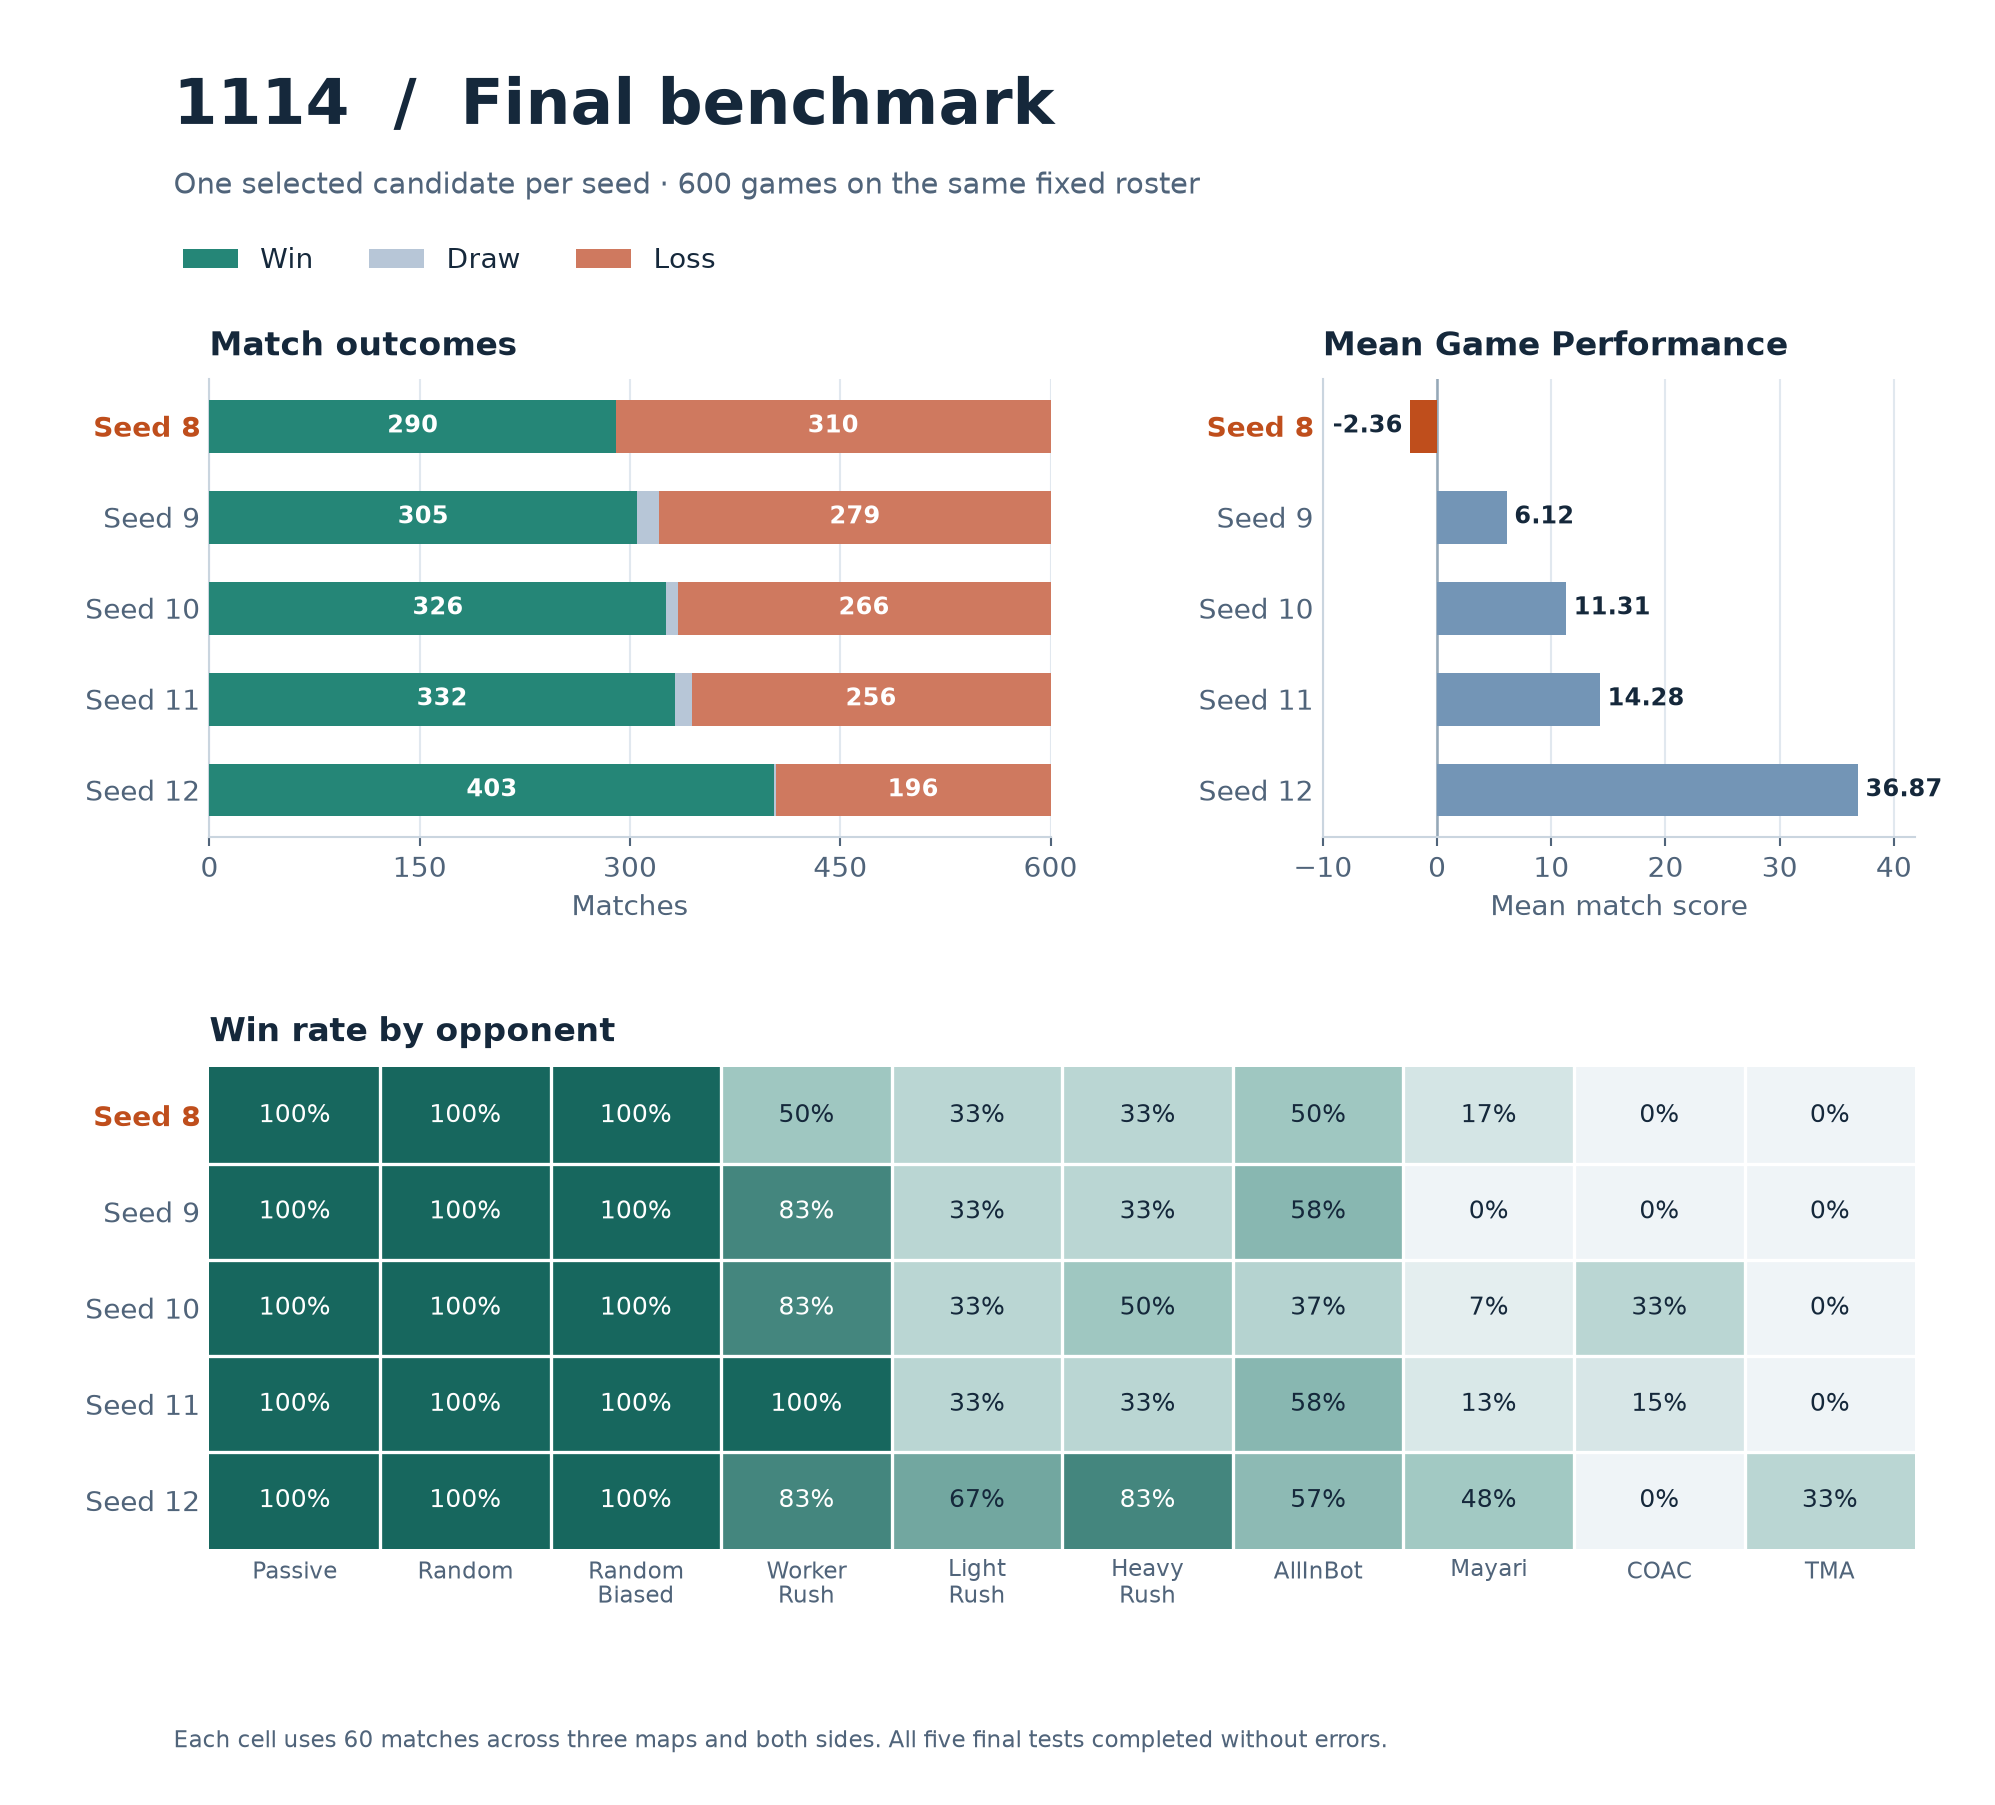 1114 / Final benchmark
One selected candidate per seed · 600 games on the same fixed roster
Win Draw Loss
Match outcomes
Seed 8 290 310
Seed 9 305 279
Seed 10 326 266
Seed 11 332 256
Seed 12 403 196
0 150 300 450 600
Matches
Mean Game Performance
Seed 8 -2.36
Seed 9 6.12
Seed 10 11.31
Seed 11 14.28
Seed 12 36.87
−10 0 10 20 30 40
Mean match score
Win rate by opponent
Seed 8 100% 100% 100% 50% 33% 33% 50% 17% 0% 0%
Seed 9 100% 100% 100% 83% 33% 33% 58% 0% 0% 0%
Seed 10 100% 100% 100% 83% 33% 50% 37% 7% 33% 0%
Seed 11 100% 100% 100% 100% 33% 33% 58% 13% 15% 0%
Seed 12 100% 100% 100% 83% 67% 83% 57% 48% 0% 33%
Passive Random Random Worker Light Heavy AllInBot Mayari COAC TMA
Biased Rush Rush Rush
Each cell uses 60 matches across three maps and both sides. All five final tests completed without errors.